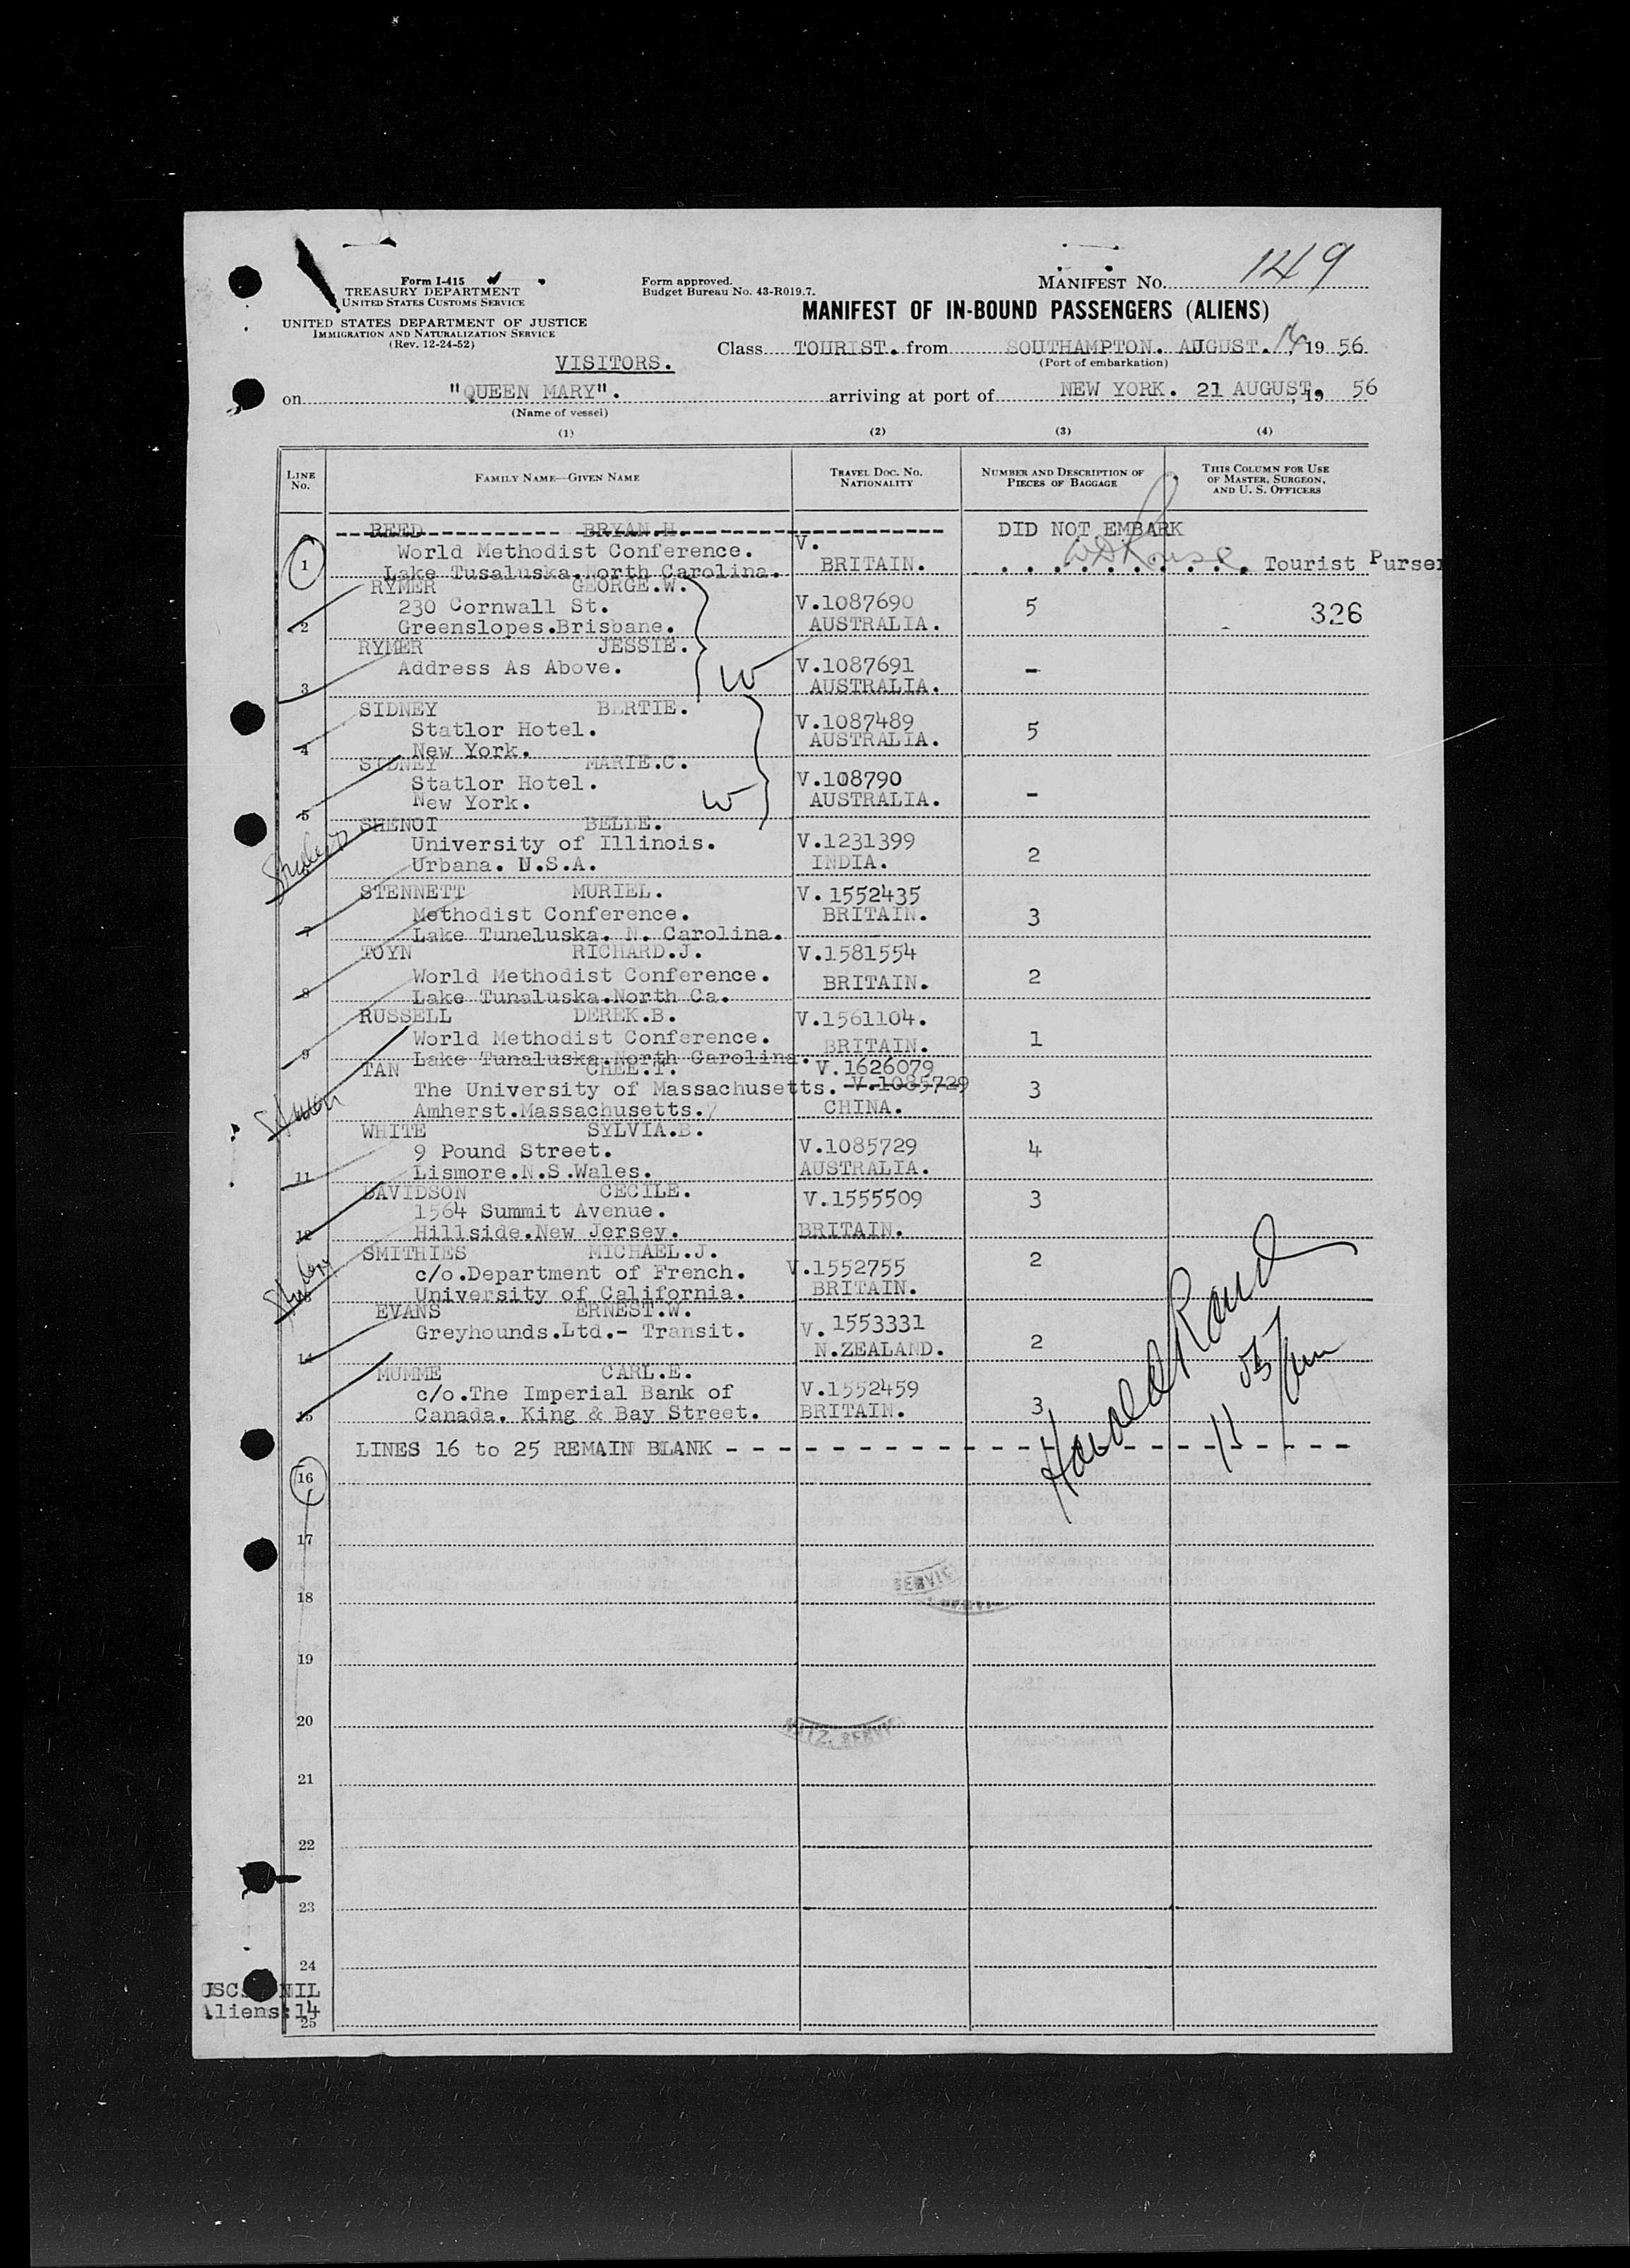 149
Form I-415
TREASURY DEPARTMENT
UNITED STATES CUSTOMS SERVICE
Form approved.
Budget Bureau No. 43-R019.7.
MANIFEST NO.
MANIFEST OF IN-BOUND PASSENGERS (ALIENS)
UNITED STATES DEPARTMENT OF JUSTICE
IMMIGRATION AND NATURALIZATION SERVICE
(Rev. 12-24-52)
VISITORS.
Class TOURIST. from SOUTHAMPTON. AUGUST. , 19 56
(Port of embarkation)
on "QUEEN MARY". arriving at port of NEW YORK. 21 AUGUST., 19 56
(Name of vessel)
(1) (2) (3) (4)
LINE NO.
FAMILY NAME—GIVEN NAME
TRAVEL DOC. NO. NATIONALITY
NUMBER AND DESCRIPTION OF PIECES OF BAGGAGE
THIS COLUMN FOR USE OF MASTER, SURGEON, AND U. S. OFFICERS
REED BRYAN.H. DID NOT EMBARK
World Methodist Conference. V.
1 Lake Tusaluska.North Carolina. BRITAIN. Tourist Purser
RYMER GEORGE.W.
230 Cornwall St. V.1087690 5 326
2 Greenslopes.Brisbane. AUSTRALIA.
RYMER JESSIE.
Address As Above. V.1087691 -
3 W AUSTRALIA.
SIDNEY BERTIE.
Statlor Hotel. V.1087489 5
4 New York. AUSTRALIA.
SIDNEY MARIE.C.
Statlor Hotel. V.108790 -
5 New York. W AUSTRALIA.
SHENOI BELLE.
University of Illinois. V.1231399 2
Urbana. U.S.A. INDIA.
STENNETT MURIEL. V. 1552435
Methodist Conference. BRITAIN. 3
7 Lake Tuneluska. N. Carolina.
TOYN RICHARD.J. V.1581554
World Methodist Conference. BRITAIN. 2
8 Lake Tunaluska.North Ca.
RUSSELL DEREK.B. V.1561104.
World Methodist Conference. BRITAIN. 1
9 Lake Tunaluska.North Carolina.
TAN CHEE.T. V.1626079
The University of Massachusetts. V.1085729 3
Amherst.Massachusetts. CHINA.
WHITE SYLVIA.B.
9 Pound Street. V.1085729 4
11 Lismore.N.S.Wales. AUSTRALIA.
DAVIDSON CECILE. V.1555509 3
1564 Summit Avenue.
12 Hillside.New Jersey. BRITAIN.
SMITHIES MICHAEL.J. 2
c/o.Department of French. V.1552755
University of California. BRITAIN.
EVANS ERNEST.W.
Greyhounds.Ltd.- Transit. V. 1553331 2
14 N.ZEALAND.
MUMME CARL.E.
c/o.The Imperial Bank of V.1552459
15 Canada. King & Bay Street. BRITAIN. 3
LINES 16 to 25 REMAIN BLANK - - - - - - - - - - - - - - - - - - - - - - - -
16
17
18
19
20
21
22
23
24
NIL
Aliens:14
25